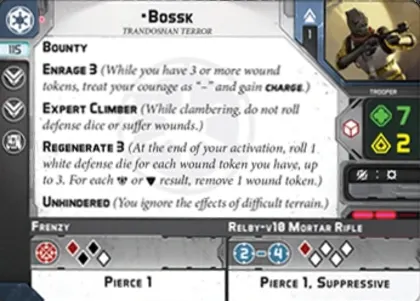 •Bossk
TRANDOSHAN TERROR
1
115
BOUNTY
ENRAGE 3 (While you have 3 or more wound
tokens, treat your courage as “–” and gain CHARGE.)
EXPERT CLIMBER (While clambering, do not roll
defense dice or suffer wounds.)
REGENERATE 3 (At the end of your activation, roll 1
white defense die for each wound token you have, up
to 3. For each or result, remove 1 wound token.)
UNHINDERED (You ignore the effects of difficult terrain.)
TROOPER
7
2
FRENZY
PIERCE 1
RELBY-V10 MORTAR RIFLE
2 – 4
PIERCE 1, SUPPRESSIVE